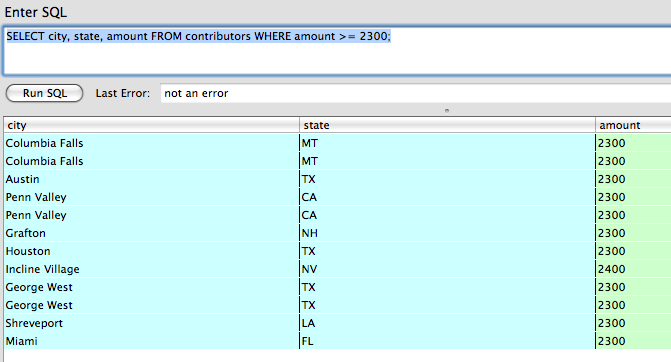 Enter SQL
SELECT city, state, amount FROM contributors WHERE amount >= 2300;
Run SQL Last Error: not an error
city state amount
Columbia Falls MT 2300
Columbia Falls MT 2300
Austin TX 2300
Penn Valley CA 2300
Penn Valley CA 2300
Grafton NH 2300
Houston TX 2300
Incline Village NV 2400
George West TX 2300
George West TX 2300
Shreveport LA 2300
Miami FL 2300